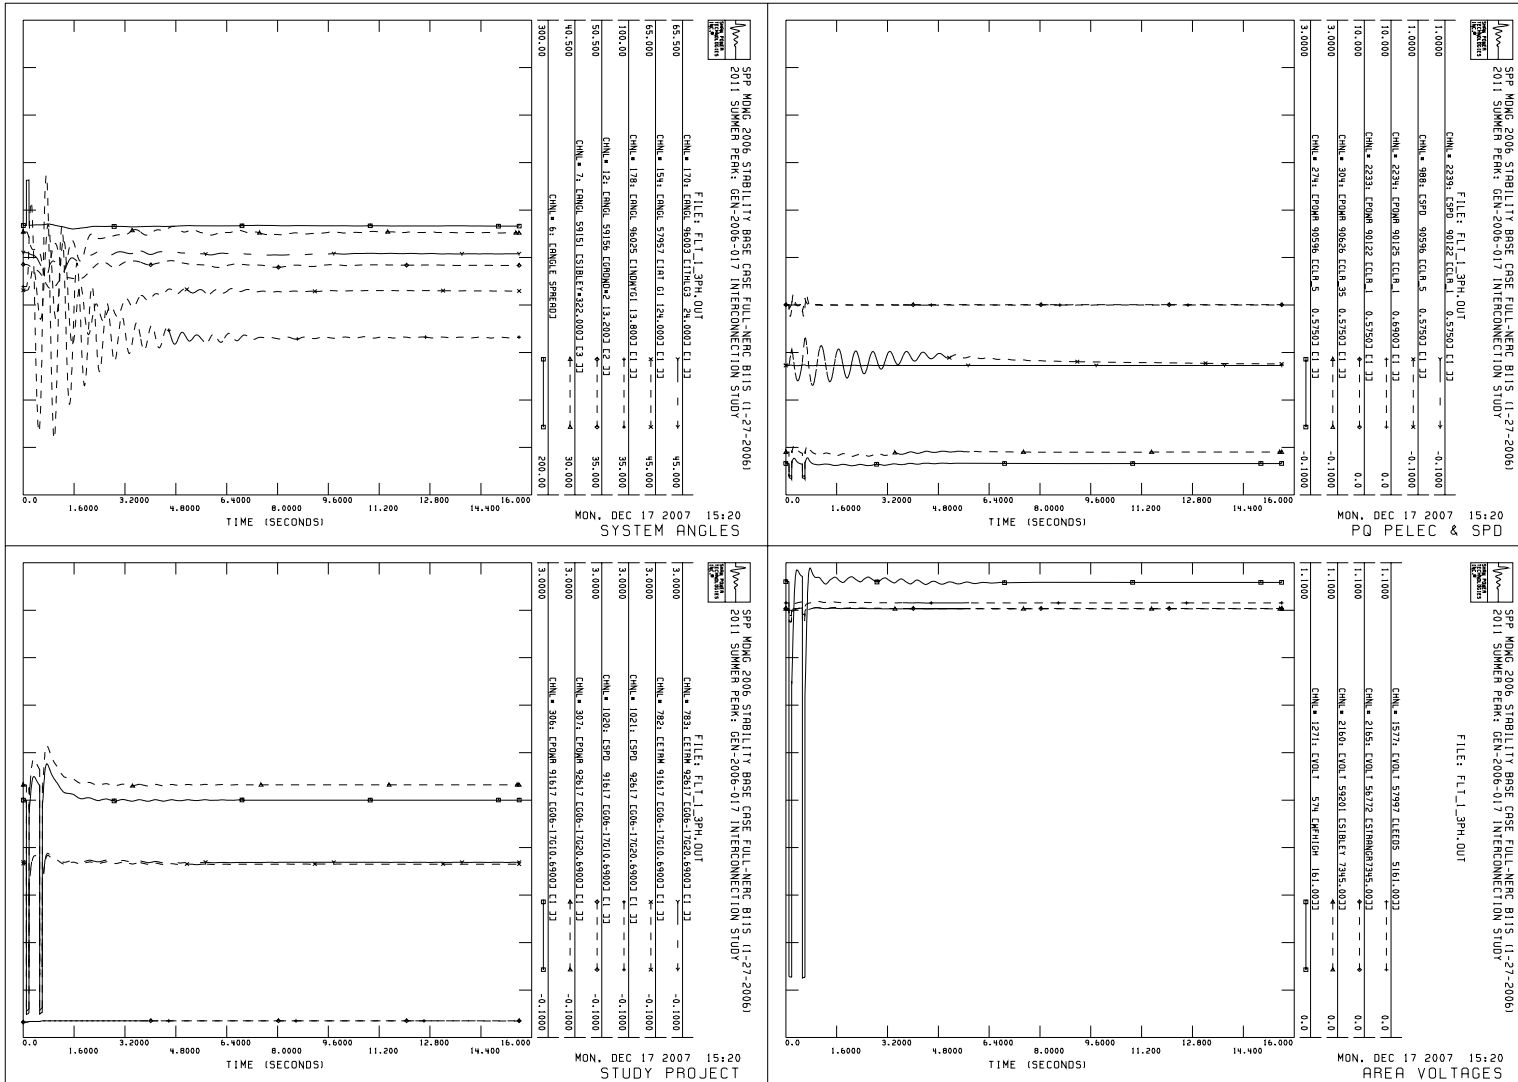 SPP MDWG 2006 STABILITY BASE CASE FULL-NERC B11S (1-27-2006)
2011 SUMMER PEAK: GEN-2006-017 INTERCONNECTION STUDY
FILE: FLT_1_3PH.OUT
65.500 CHNL# 170: [ANGL 96003 [1THLG3 24.000] [1 ]] 45.500
65.000 CHNL# 154: [ANGL 57957 [IAT G1 124.000] [1 ]] 45.000
100.00 CHNL# 178: [ANGL 96025 [1NDWYG1 13.800] [1 ]] 35.000
50.500 CHNL# 12: [ANGL 59156 [GRDWD#2 13.200] [2 ]] 35.000
40.500 CHNL# 7: [ANGL 59151 [SIBLEY#322.000] [3 ]] 30.000
300.00 CHNL# 6: [ANGLE SPREAD] 200.00
0.0 1.6000 3.2000 4.8000 6.4000 8.0000 9.6000 11.200 12.800 14.400 16.000
TIME (SECONDS)
MON, DEC 17 2007 15:20
SYSTEM ANGLES
SPP MDWG 2006 STABILITY BASE CASE FULL-NERC B11S (1-27-2006)
2011 SUMMER PEAK: GEN-2006-017 INTERCONNECTION STUDY
FILE: FLT_1_3PH.OUT
1.0000 CHNL# 2239: [SPD 90122 [CLR_1 0.5750] [1 ]] -0.1000
1.0000 CHNL# 988: [SPD 90596 [CLR_5 0.5750] [1 ]] -0.1000
10.000 CHNL# 2234: [POWR 90125 [CLR_1 0.6900] [1 ]] 0.0
10.000 CHNL# 2233: [POWR 90122 [CLR_1 0.5750] [1 ]] 0.0
3.0000 CHNL# 304: [POWR 90626 [CLR_35 0.5750] [1 ]] -0.1000
3.0000 CHNL# 274: [POWR 90596 [CLR_5 0.5750] [1 ]] -0.1000
0.0 1.6000 3.2000 4.8000 6.4000 8.0000 9.6000 11.200 12.800 14.400 16.000
TIME (SECONDS)
MON, DEC 17 2007 15:20
PQ PELEC & SPD
SPP MDWG 2006 STABILITY BASE CASE FULL-NERC B11S (1-27-2006)
2011 SUMMER PEAK: GEN-2006-017 INTERCONNECTION STUDY
FILE: FLT_1_3PH.OUT
3.0000 CHNL# 783: [ETRM 92617 [G06-17G20.6900] [1 ]] -0.1000
3.0000 CHNL# 782: [ETRM 91617 [G06-17G10.6900] [1 ]] -0.1000
3.0000 CHNL# 1021: [SPD 92617 [G06-17G20.6900] [1 ]] -0.1000
3.0000 CHNL# 1020: [SPD 91617 [G06-17G10.6900] [1 ]] -0.1000
3.0000 CHNL# 307: [POWR 92617 [G06-17G20.6900] [1 ]] -0.1000
3.0000 CHNL# 306: [POWR 91617 [G06-17G10.6900] [1 ]] -0.1000
0.0 1.6000 3.2000 4.8000 6.4000 8.0000 9.6000 11.200 12.800 14.400 16.000
TIME (SECONDS)
MON, DEC 17 2007 15:20
STUDY PROJECT
SPP MDWG 2006 STABILITY BASE CASE FULL-NERC B11S (1-27-2006)
2011 SUMMER PEAK: GEN-2006-017 INTERCONNECTION STUDY
FILE: FLT_1_3PH.OUT
1.1000 CHNL# 1577: [VOLT 57997 [LEEDS 5161.00]] 0.0
1.1000 CHNL# 2165: [VOLT 56772 [STRANGR7345.00]] 0.0
1.1000 CHNL# 2160: [VOLT 59201 [SIBLEY 7345.00]] 0.0
1.1000 CHNL# 1271: [VOLT 574 [WFHIGH 161.00]] 0.0
0.0 1.6000 3.2000 4.8000 6.4000 8.0000 9.6000 11.200 12.800 14.400 16.000
TIME (SECONDS)
MON, DEC 17 2007 15:20
AREA VOLTAGES